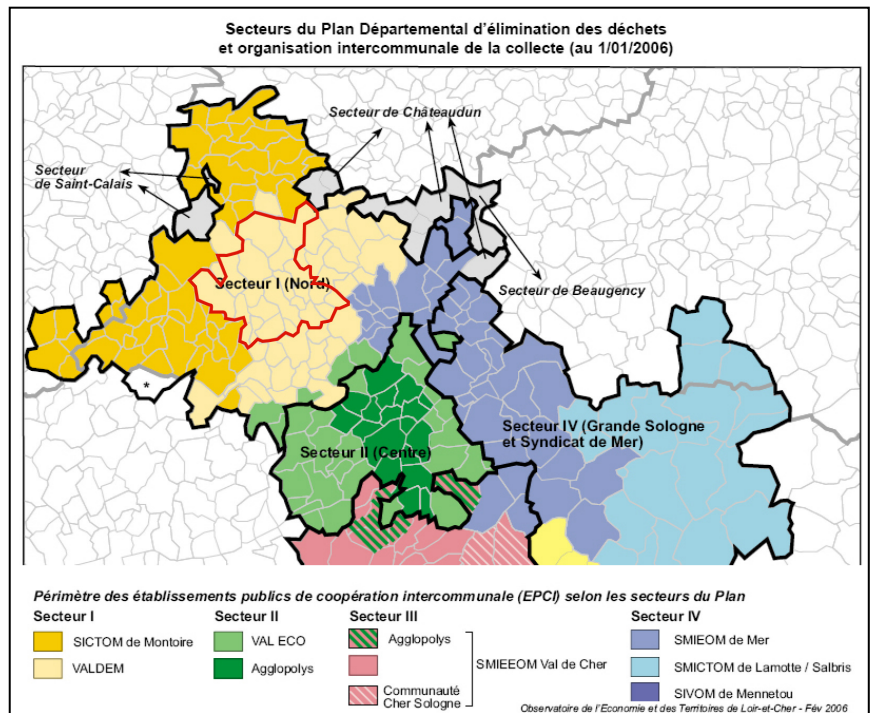 Secteurs du Plan Départemental d'élimination des déchets
et organisation intercommunale de la collecte (au 1/01/2006)
Secteur de Châteaudun
Secteur
de Saint-Calais
Secteur I (Nord)
Secteur de Beaugency
*
Secteur IV (Grande Sologne
et Syndicat de Mer)
Secteur II (Centre)
Périmètre des établissements publics de coopération intercommunale (EPCI) selon les secteurs du Plan
Secteur I
SICTOM de Montoire
VALDEM
Secteur II
VAL ECO
Agglopolys
Secteur III
Agglopolys
SMIEEOM Val de Cher
Communauté
Cher Sologne
Secteur IV
SMIEOM de Mer
SMICTOM de Lamotte / Salbris
SIVOM de Mennetou
Observatoire de l'Economie et des Territoires de Loir-et-Cher - Fév 2006